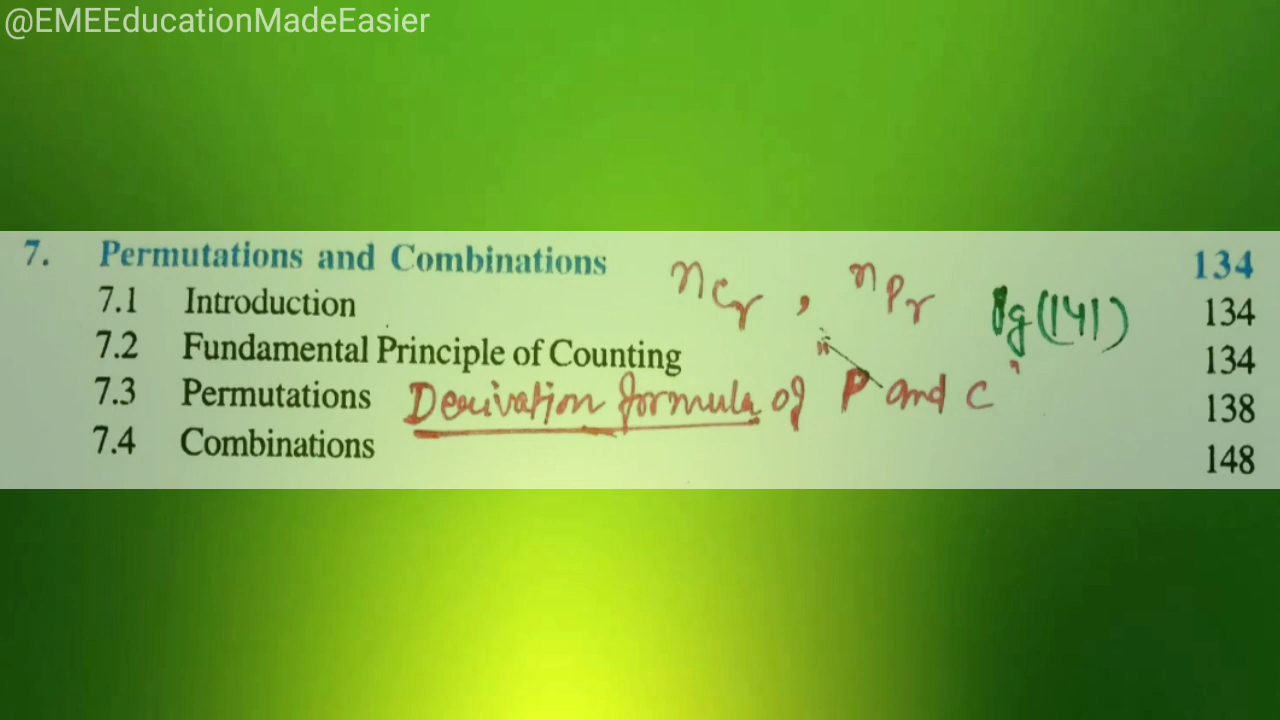 @EMEEducationMadeEasier
7. Permutations and Combinations 134
nCr , nPr Pg (141)
7.1 Introduction 134
7.2 Fundamental Principle of Counting 134
7.3 Permutations 138
Derivation formula of "P and C"
7.4 Combinations 148